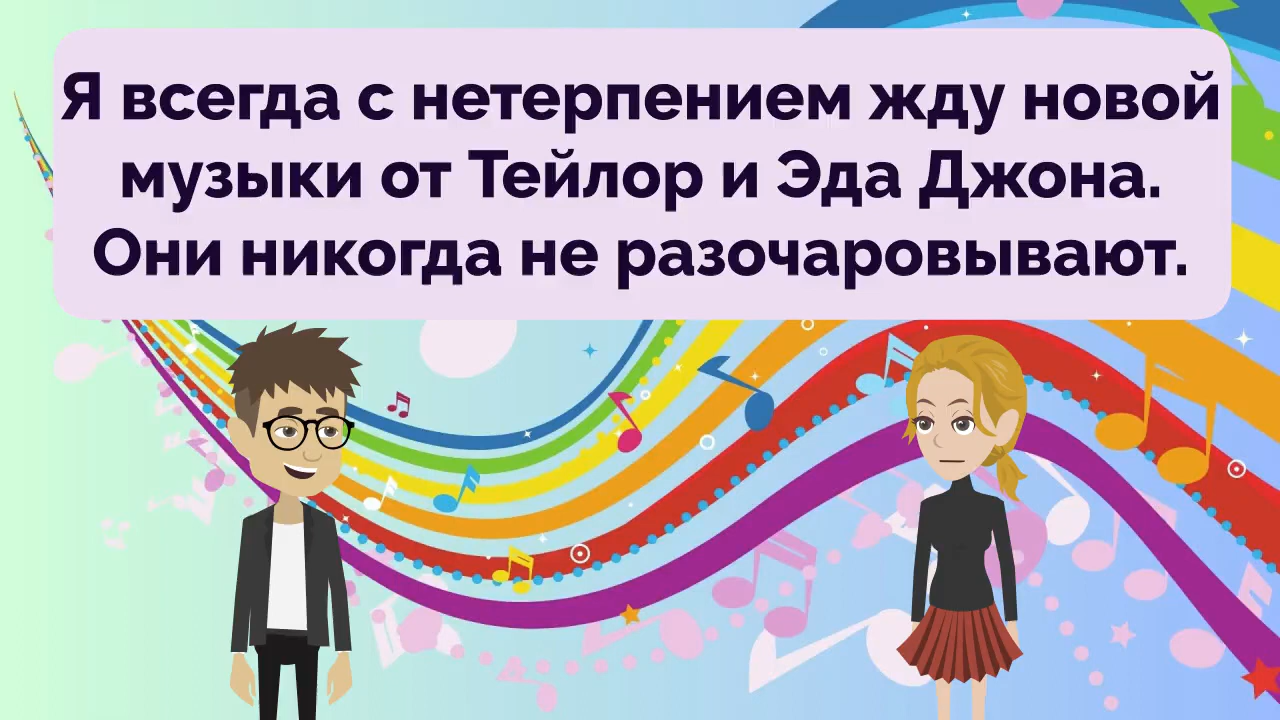 Я всегда с нетерпением жду новой
музыки от Тейлор и Эда Джона.
Они никогда не разочаровывают.